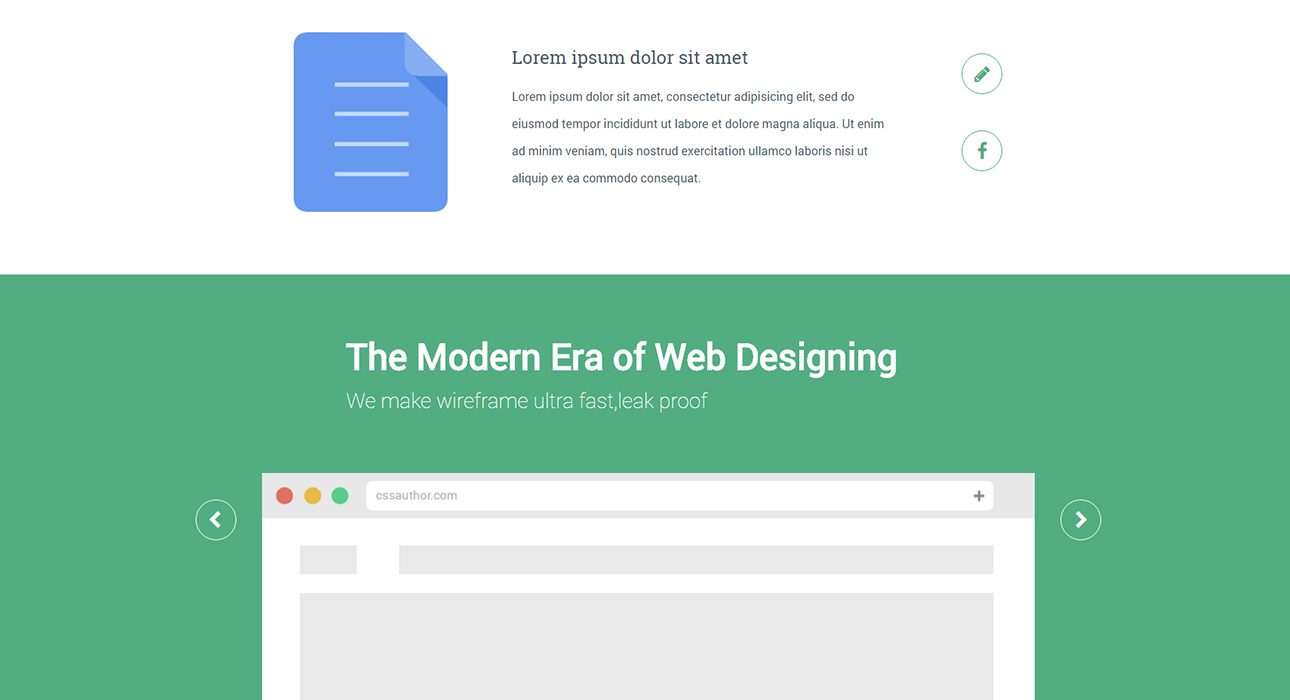 Lorem ipsum dolor sit amet
Lorem ipsum dolor sit amet, consectetur adipisicing elit, sed do
eiusmod tempor incididunt ut labore et dolore magna aliqua. Ut enim
ad minim veniam, quis nostrud exercitation ullamco laboris nisi ut
aliquip ex ea commodo consequat.
The Modern Era of Web Designing
We make wireframe ultra fast,leak proof
cssauthor.com